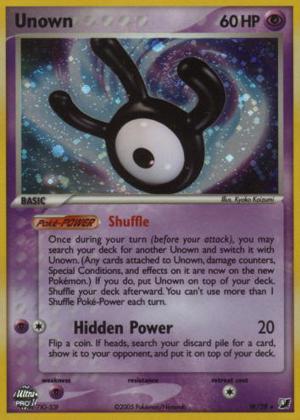 Unown
60 HP
BASIC
Illus. Kyoko Koizumi
Poké-POWER Shuffle
Once during your turn (before your attack), you may
search your deck for another Unown and switch it with
Unown. (Any cards attached to Unown, damage counters,
Special Conditions, and effects on it are now on the new
Pokémon.) If you do, put Unown on top of your deck.
Shuffle your deck afterward. You can't use more than 1
Shuffle Poké-Power each turn.
Hidden Power 20
Flip a coin. If heads, search your discard pile for a card,
show it to your opponent, and put it on top of your deck.
weakness resistance retreat cost
Ultra
PRO
©2005 Pokémon/Nintendo